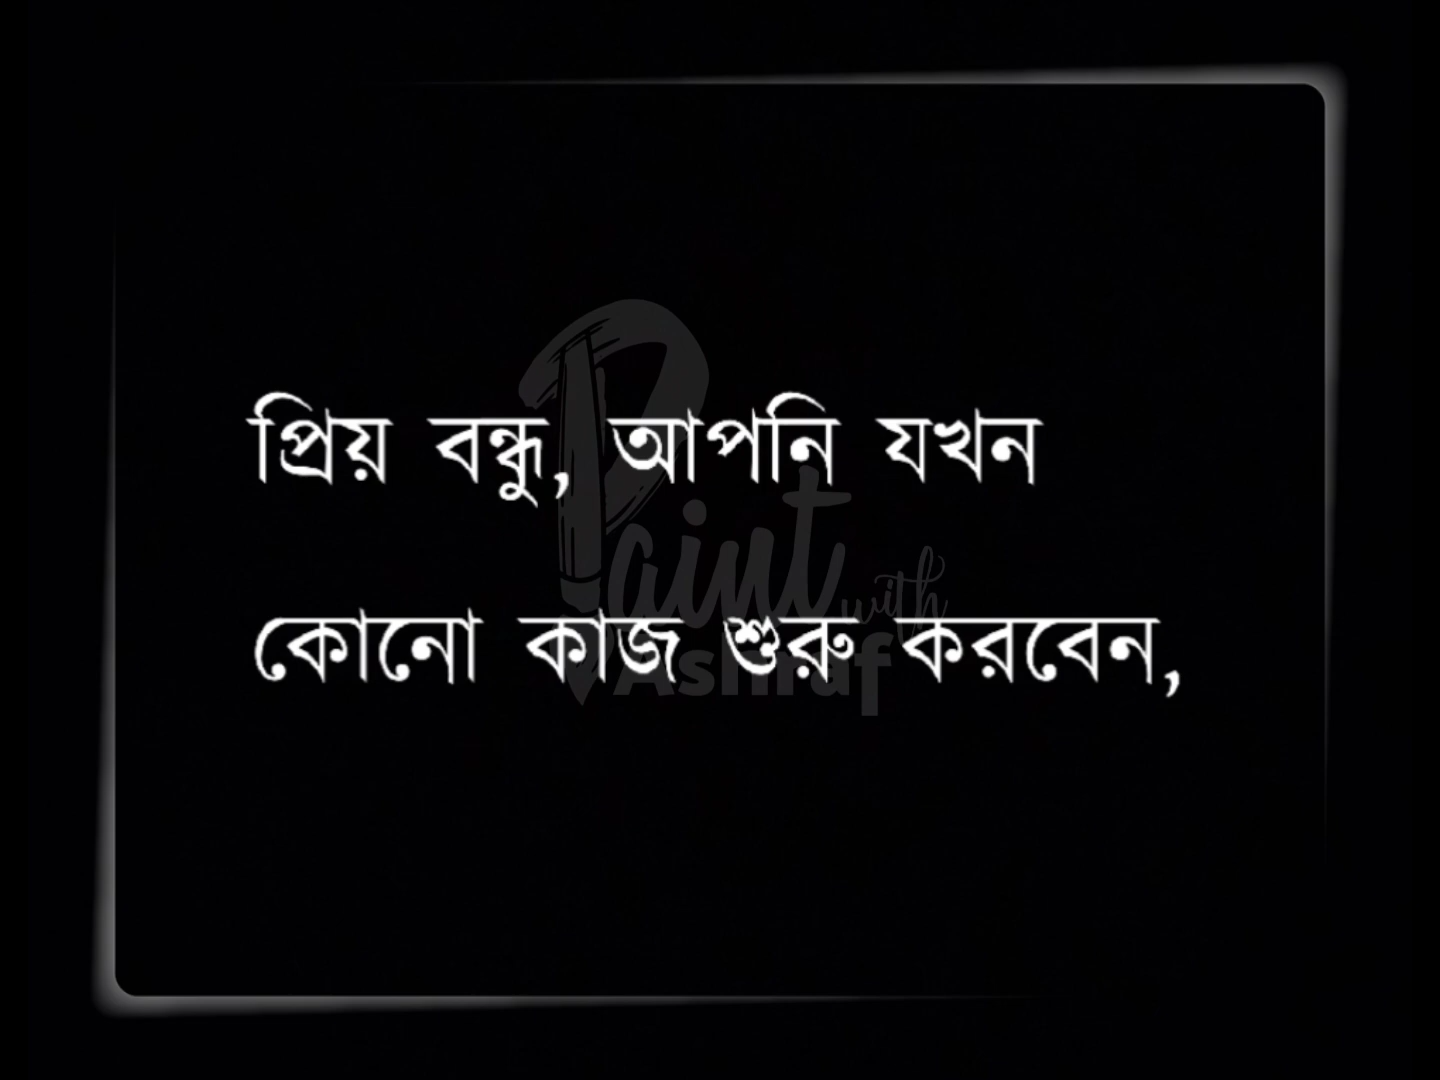 প্রিয় বন্ধু, আপনি যখন
কোনো কাজ শুরু করবেন,
Paint with
Ashraf